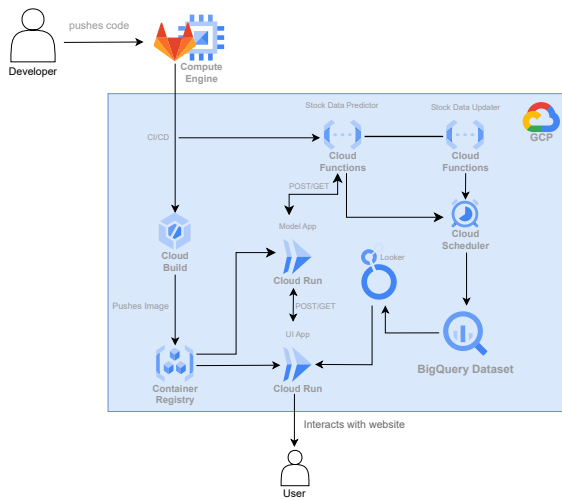 pushes code
Developer
Compute
Engine
Stock Data Predictor
Stock Data Updater
GCP
CI/CD
Cloud
Functions
Cloud
Functions
POST/GET
Model App
Cloud
Scheduler
Cloud
Build
Looker
Cloud Run
Pushes Image
POST/GET
UI App
BigQuery Dataset
Container
Registry
Cloud Run
Interacts with website
User